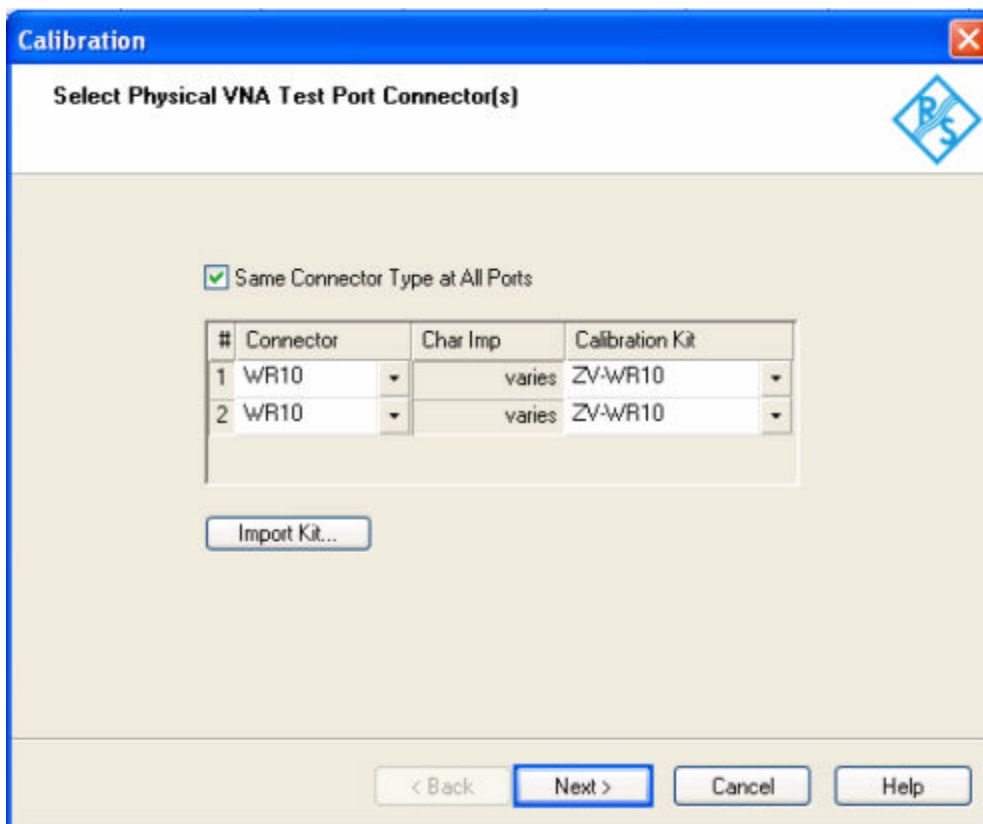 Calibration
Select Physical VNA Test Port Connector(s)
R S
Same Connector Type at All Ports
# Connector Char Imp Calibration Kit
1 WR10 varies ZV-WR10
2 WR10 varies ZV-WR10
Import Kit...
< Back Next > Cancel Help